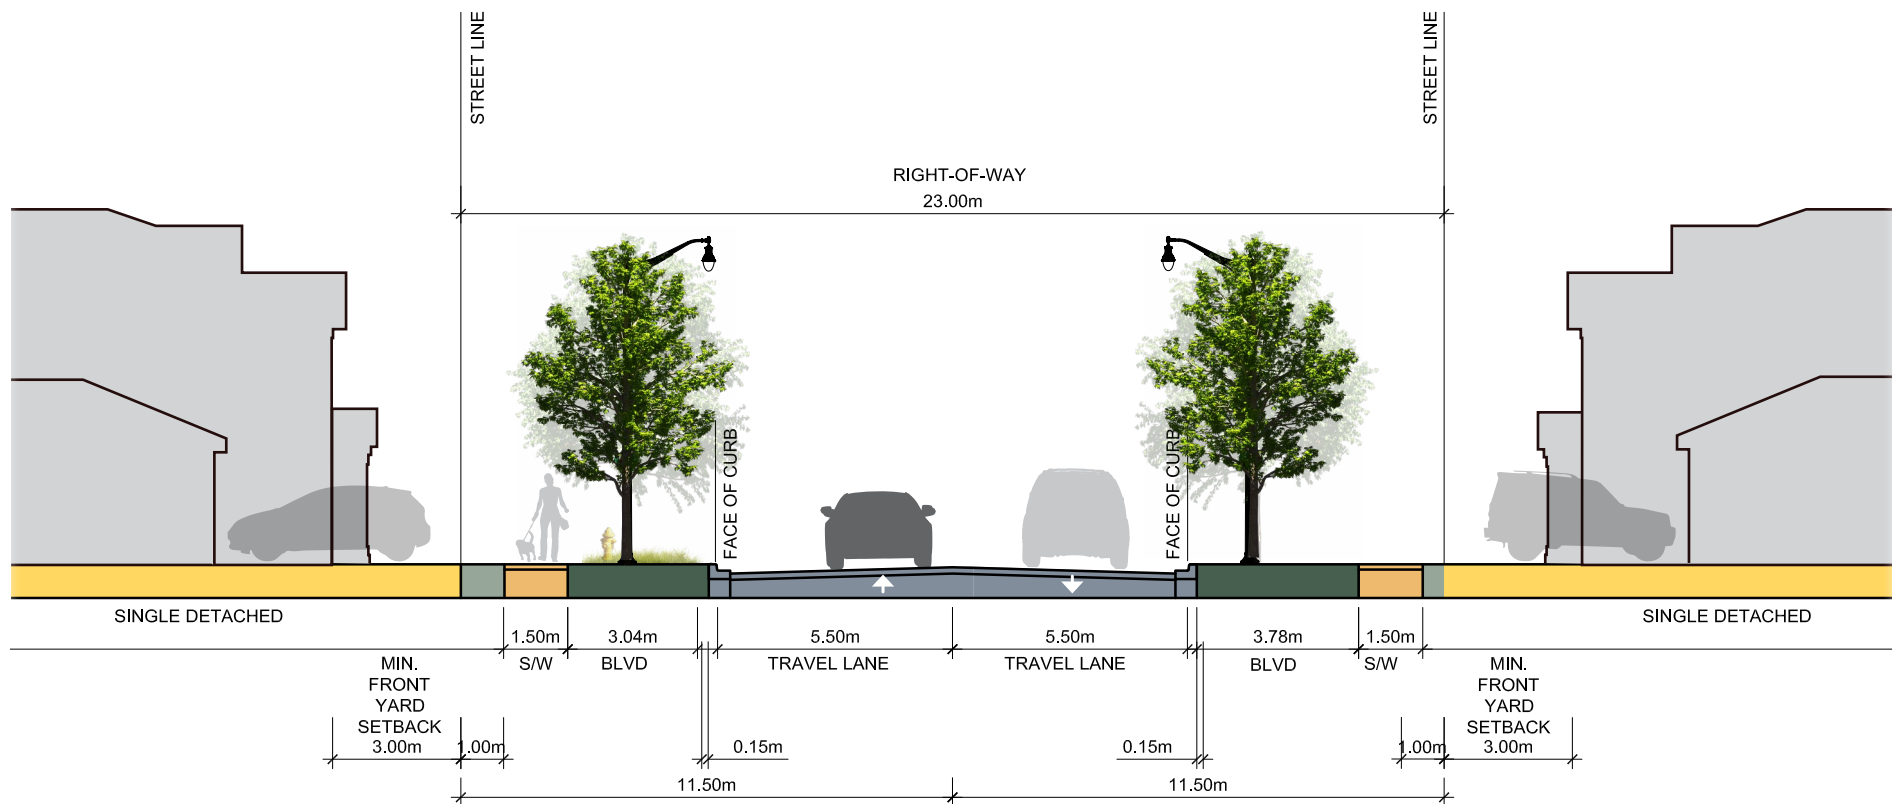 STREET LINE
STREET LINE
RIGHT-OF-WAY
23.00m
FACE OF CURB
FACE OF CURB
SINGLE DETACHED
SINGLE DETACHED
1.50m
3.04m
5.50m
5.50m
3.78m
1.50m
S/W
BLVD
TRAVEL LANE
TRAVEL LANE
BLVD
S/W
MIN.
FRONT
YARD
SETBACK
3.00m
1.00m
0.15m
0.15m
1.00m
MIN.
FRONT
YARD
SETBACK
3.00m
11.50m
11.50m